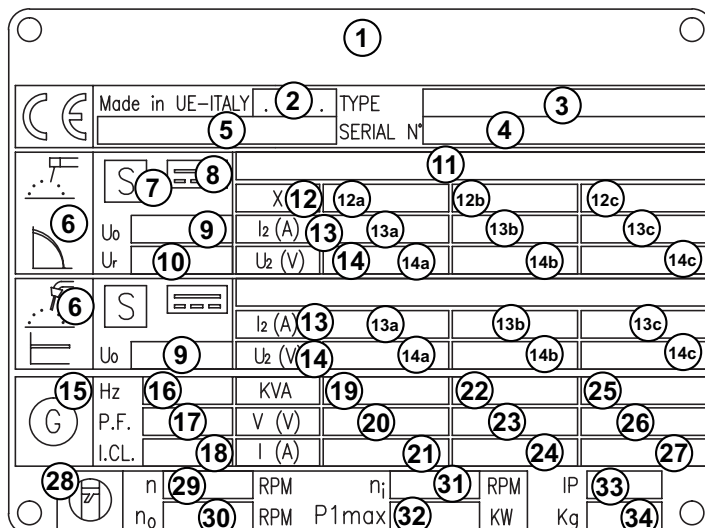 1
Made in UE-ITALY . 2 . TYPE 3
CE 5 SERIAL N° 4
S 7 8 11
X 12 12a 12b 12c
6 Uo 9 I2 (A) 13 13a 13b 13c
Ur 10 U2 (V) 14 14a 14b 14c
6 S
I2 (A) 13 13a 13b 13c
Uo 9 U2 (V) 14 14a 14b 14c
15 Hz 16 KVA 19 22 25
G P.F. 17 V (V) 20 23 26
I.CL. 18 I (A) 21 24 27
28 n 29 RPM ni 31 RPM IP 33
no 30 RPM P1max 32 KW Kg 34